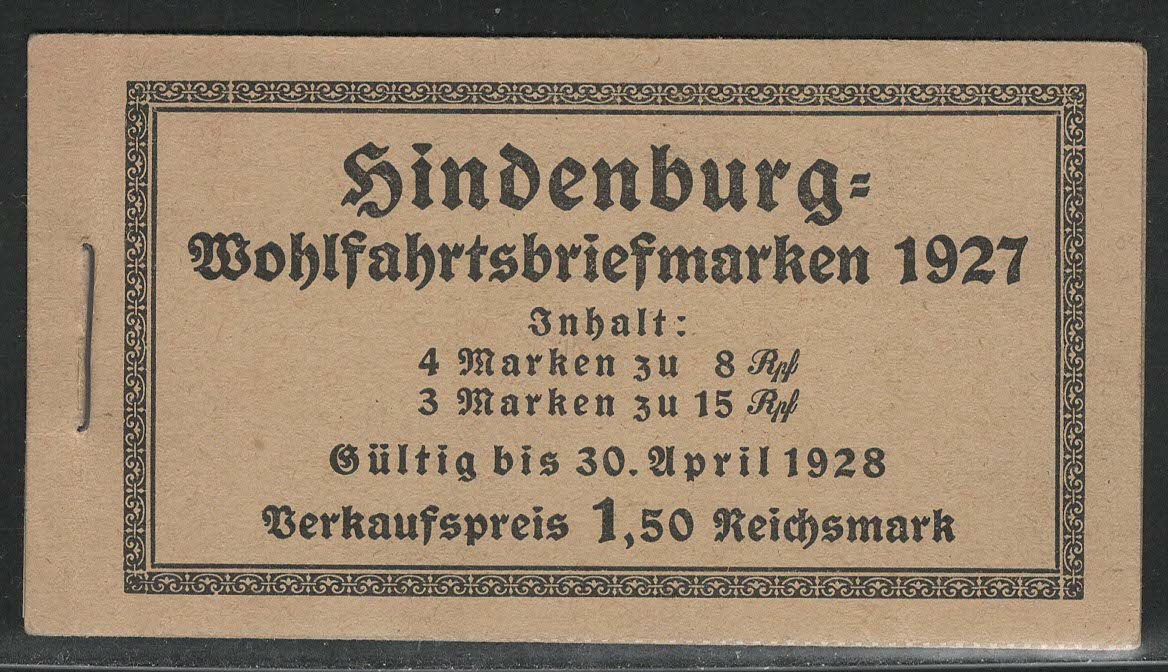 Hindenburg=
Wohlfahrtsbriefmarken 1927
Inhalt:
4 Marken zu 8 Rpf
3 Marken zu 15 Rpf
Gültig bis 30. April 1928
Verkaufspreis 1,50 Reichsmark